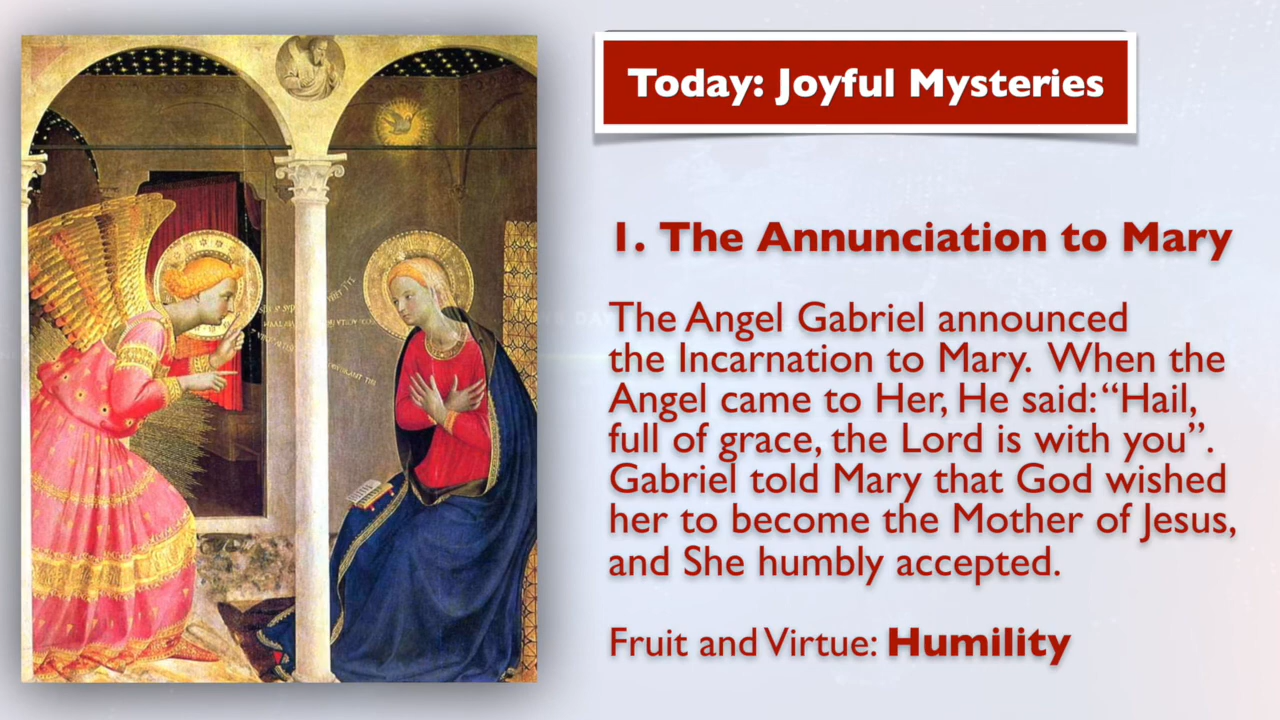 Today: Joyful Mysteries
1. The Annunciation to Mary
The Angel Gabriel announced
the Incarnation to Mary. When the
Angel came to Her, He said: “Hail,
full of grace, the Lord is with you”.
Gabriel told Mary that God wished
her to become the Mother of Jesus,
and She humbly accepted.
Fruit and Virtue: Humility